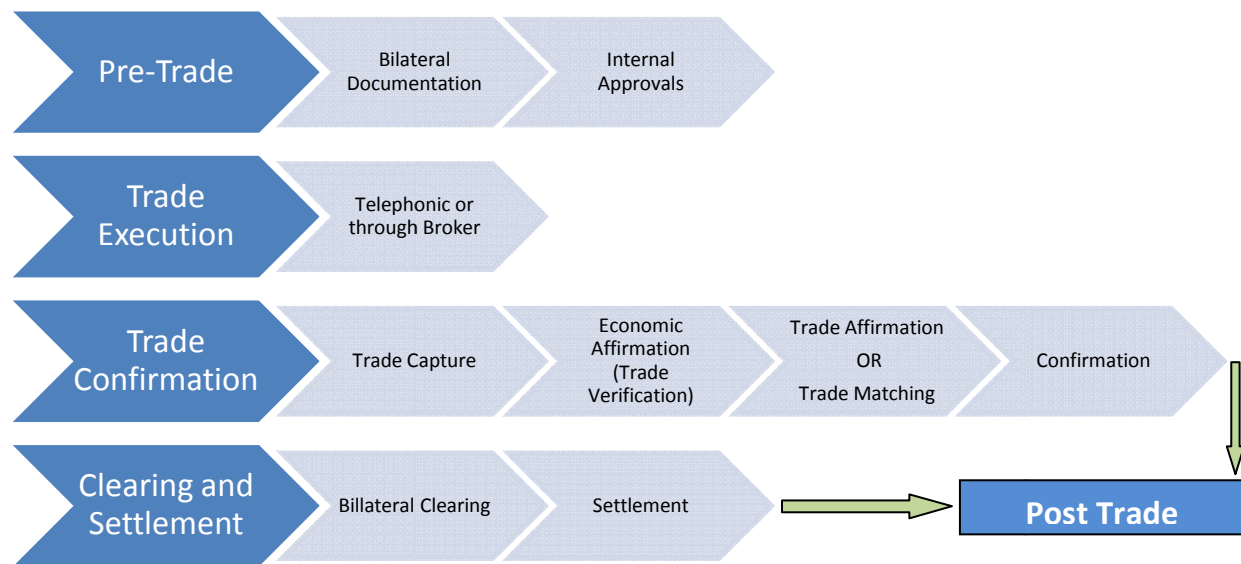 Pre-Trade
Bilateral
Documentation
Internal
Approvals
Trade
Execution
Telephonic or
through Broker
Trade
Confirmation
Trade Capture
Economic
Affirmation
(Trade
Verification)
Trade Affirmation
OR
Trade Matching
Confirmation
Clearing and
Settlement
Bilateral Clearing
Settlement
Post Trade